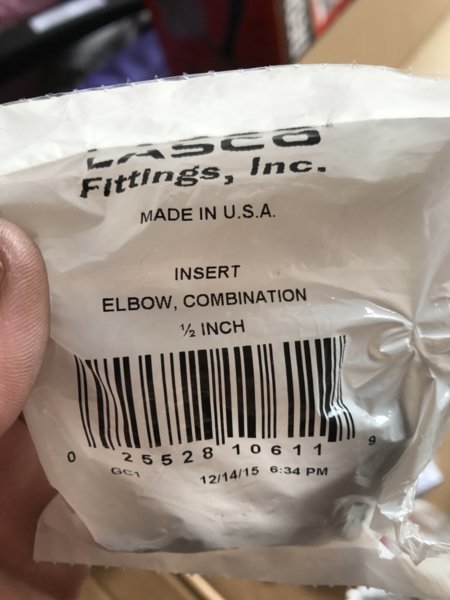 LASCO
Fittings, Inc.
MADE IN U.S.A.
INSERT
ELBOW, COMBINATION
½ INCH
0 25528 10611 9
GC1 12/14/15 6:34 PM